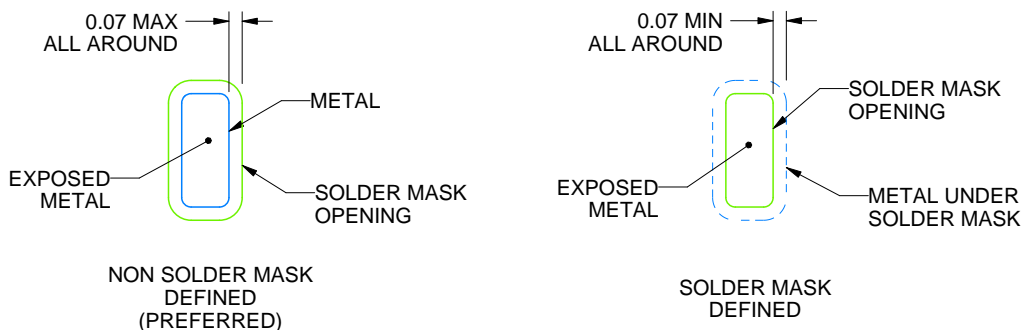 0.07 MAX
ALL AROUND
METAL
EXPOSED
METAL
SOLDER MASK
OPENING
NON SOLDER MASK
DEFINED
(PREFERRED)
0.07 MIN
ALL AROUND
SOLDER MASK
OPENING
EXPOSED
METAL
METAL UNDER
SOLDER MASK
SOLDER MASK
DEFINED